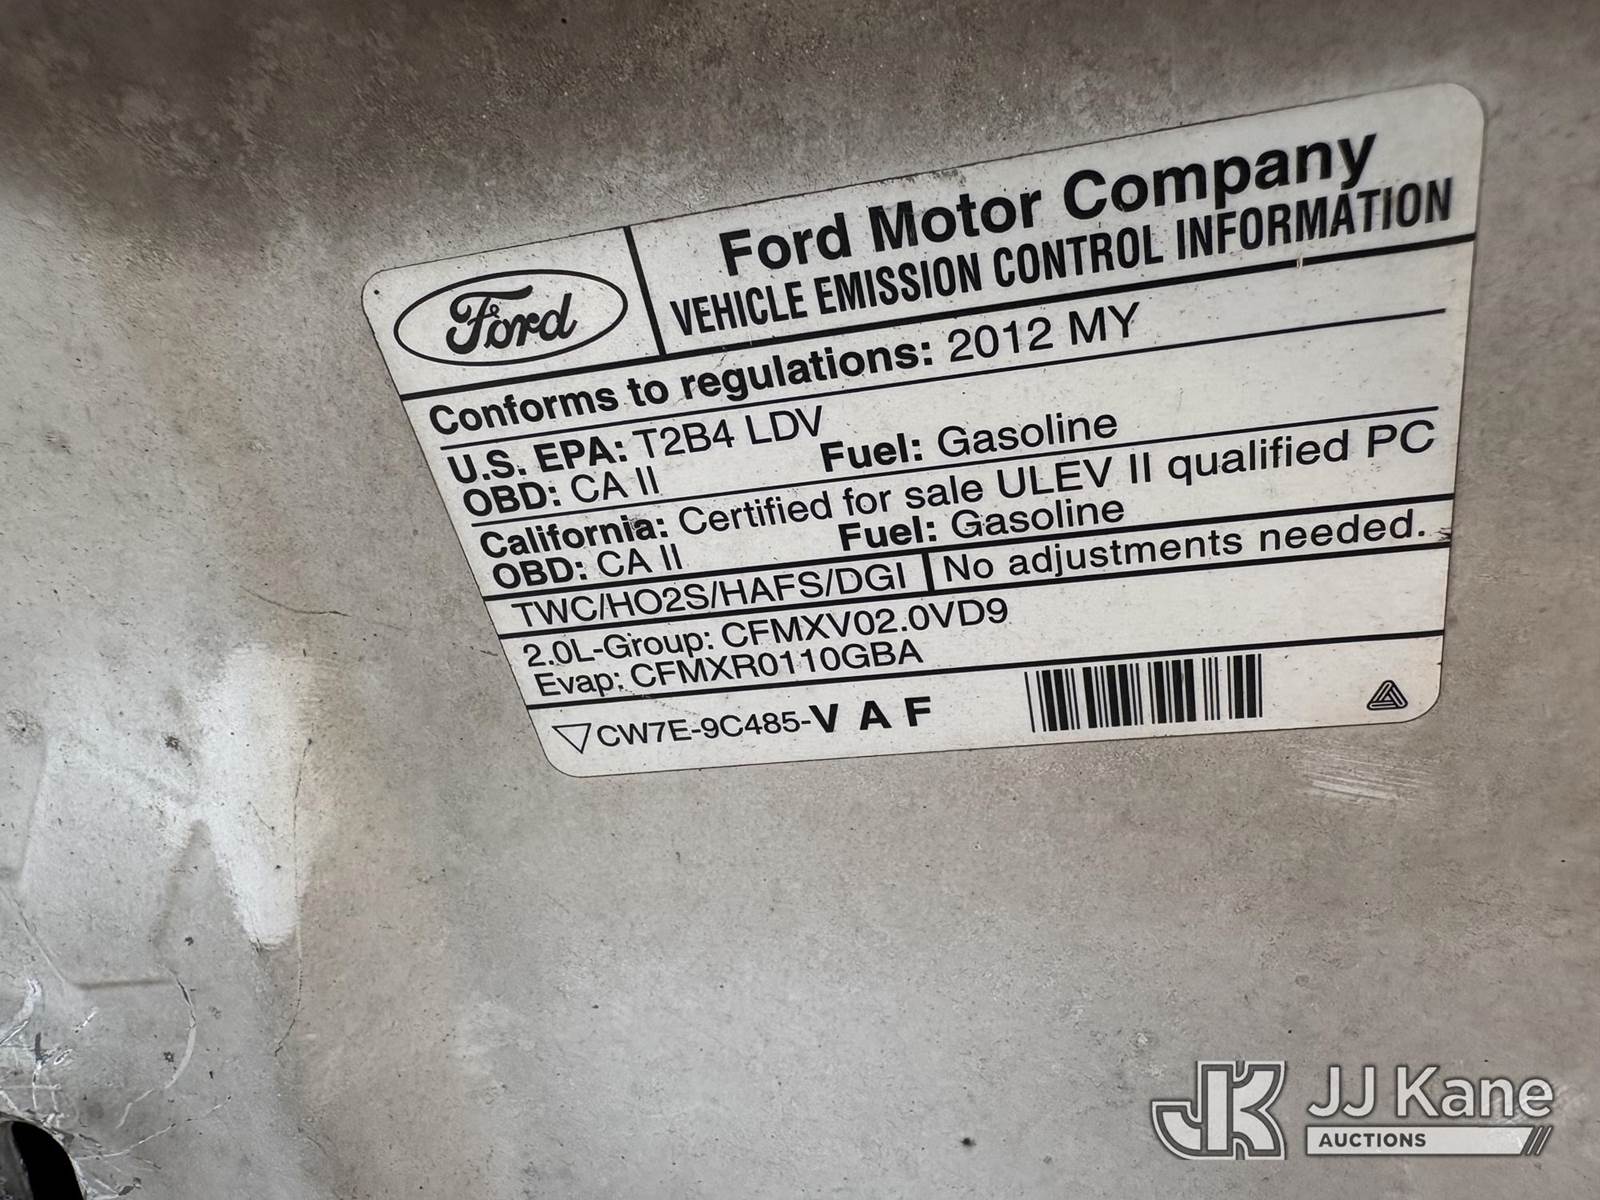 Ford
Ford Motor Company
VEHICLE EMISSION CONTROL INFORMATION
Conforms to regulations: 2012 MY
U.S. EPA: T2B4 LDV
OBD: CA II Fuel: Gasoline
California: Certified for sale ULEV II qualified PC
OBD: CA II Fuel: Gasoline
TWC/HO2S/HAFS/DGI No adjustments needed.
2.0L-Group: CFMXV02.0VD9
Evap: CFMXR0110GBA
CW7E-9C485-V A F
JK JJ Kane
AUCTIONS